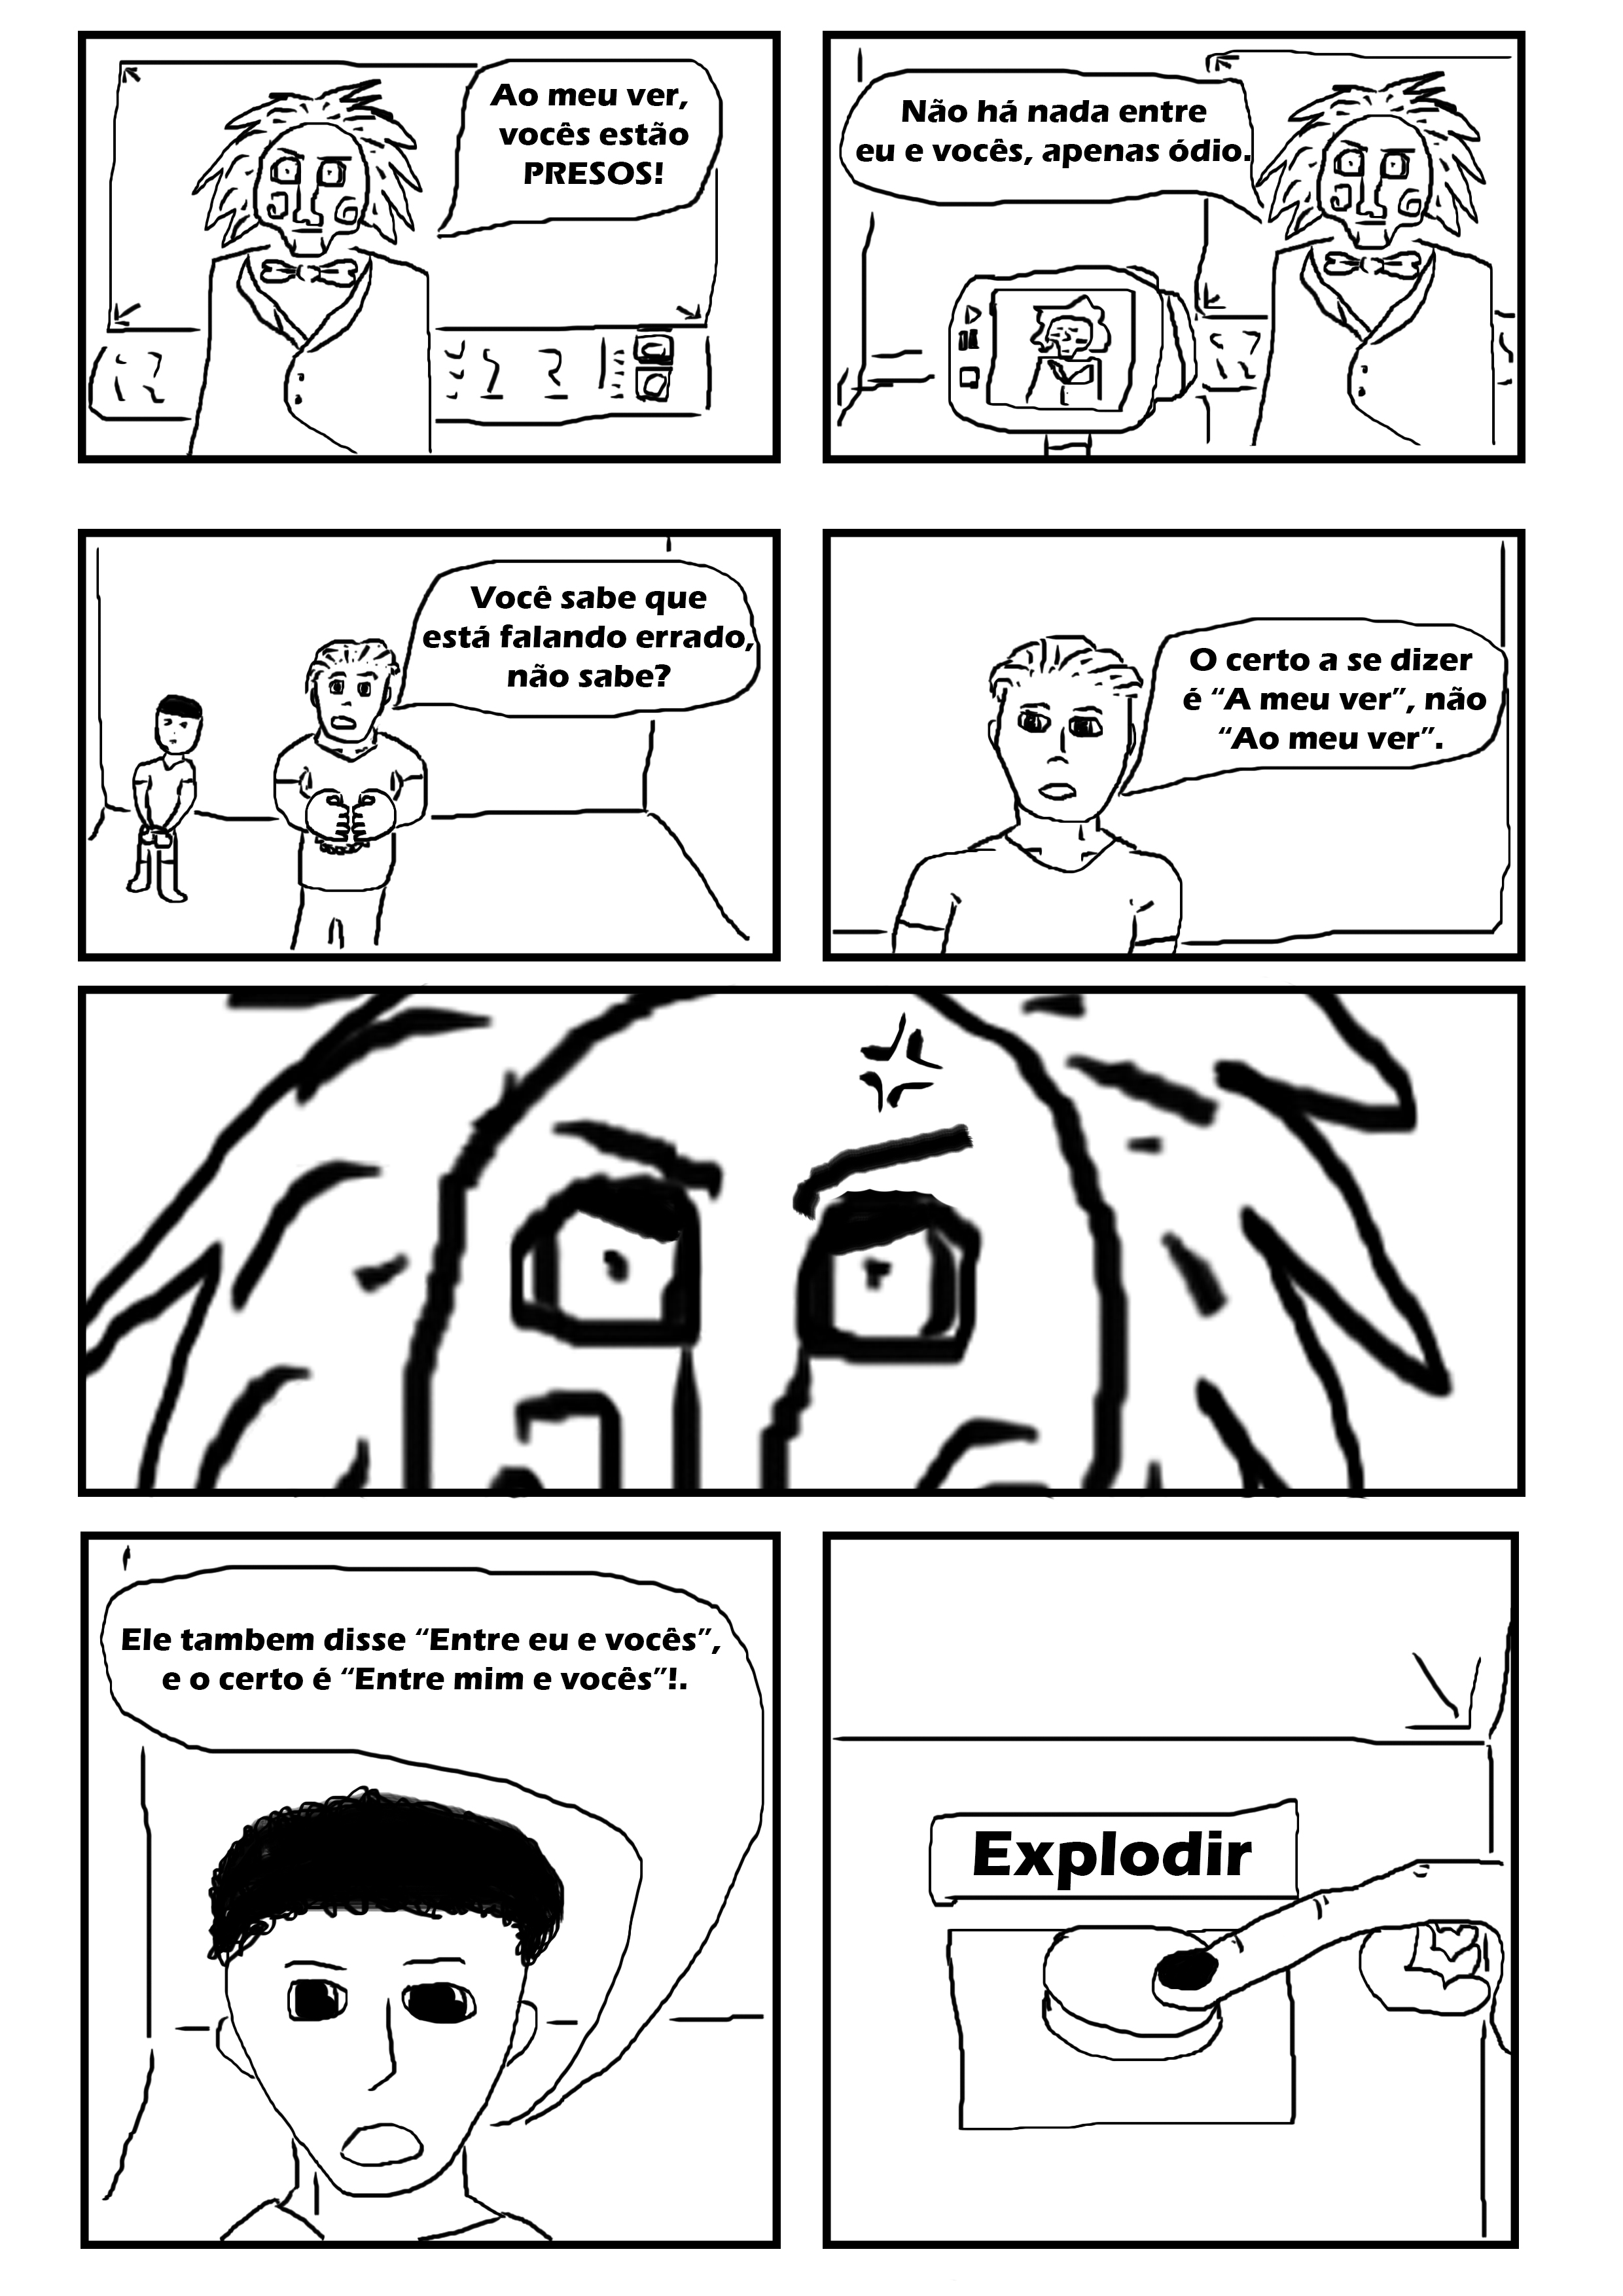 Ao meu ver,
vocês estão
PRESOS!
Não há nada entre
eu e vocês, apenas ódio.
Você sabe que
está falando errado,
não sabe?
O certo a se dizer
é “A meu ver”, não
“Ao meu ver”.
Ele tambem disse “Entre eu e vocês”,
e o certo é “Entre mim e vocês”!.
Explodir